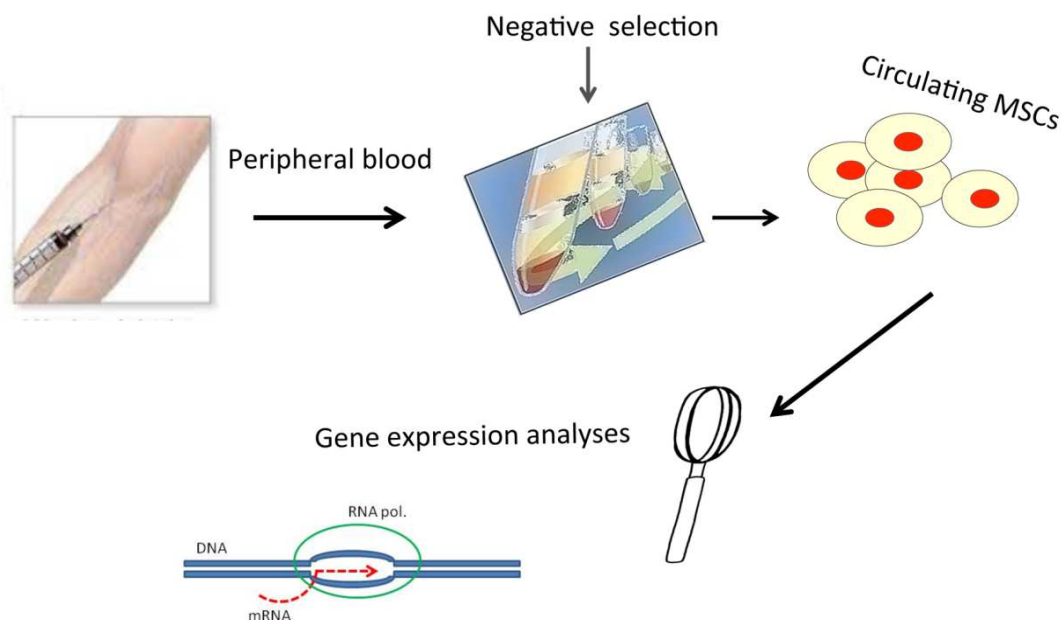 Negative selection
Circulating MSCs
Peripheral blood
Gene expression analyses
RNA pol.
DNA
mRNA